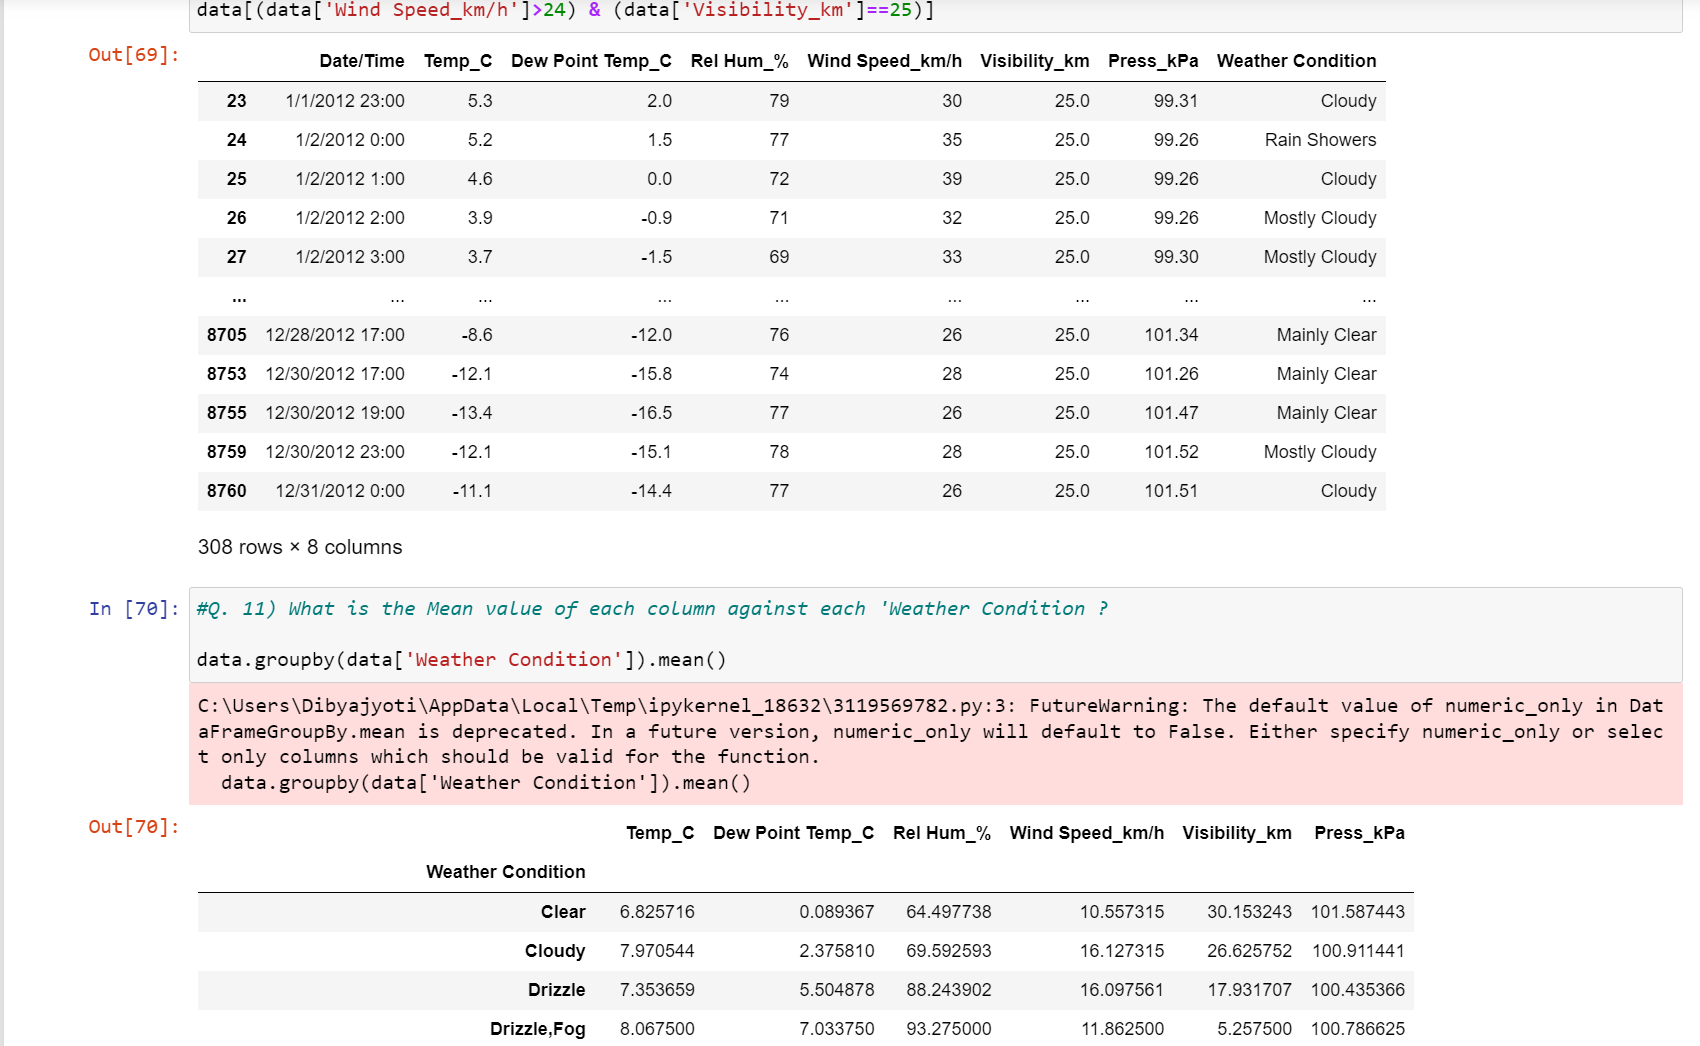 data[(data['Wind Speed_km/h']>24) & (data['Visibility_km']==25)]
Out[69]:
Date/Time Temp_C Dew Point Temp_C Rel Hum_% Wind Speed_km/h Visibility_km Press_kPa Weather Condition
23 1/1/2012 23:00 5.3 2.0 79 30 25.0 99.31 Cloudy
24 1/2/2012 0:00 5.2 1.5 77 35 25.0 99.26 Rain Showers
25 1/2/2012 1:00 4.6 0.0 72 39 25.0 99.26 Cloudy
26 1/2/2012 2:00 3.9 -0.9 71 32 25.0 99.26 Mostly Cloudy
27 1/2/2012 3:00 3.7 -1.5 69 33 25.0 99.30 Mostly Cloudy
... ... ... ... ... ... ... ... ...
8705 12/28/2012 17:00 -8.6 -12.0 76 26 25.0 101.34 Mainly Clear
8753 12/30/2012 17:00 -12.1 -15.8 74 28 25.0 101.26 Mainly Clear
8755 12/30/2012 19:00 -13.4 -16.5 77 26 25.0 101.47 Mainly Clear
8759 12/30/2012 23:00 -12.1 -15.1 78 28 25.0 101.52 Mostly Cloudy
8760 12/31/2012 0:00 -11.1 -14.4 77 26 25.0 101.51 Cloudy
308 rows × 8 columns
In [70]: #Q. 11) What is the Mean value of each column against each 'Weather Condition ?
data.groupby(data['Weather Condition']).mean()
C:\Users\Dibyajyoti\AppData\Local\Temp\ipykernel_18632\3119569782.py:3: FutureWarning: The default value of numeric_only in Dat
aFrameGroupBy.mean is deprecated. In a future version, numeric_only will default to False. Either specify numeric_only or selec
t only columns which should be valid for the function.
data.groupby(data['Weather Condition']).mean()
Out[70]:
Temp_C Dew Point Temp_C Rel Hum_% Wind Speed_km/h Visibility_km Press_kPa
Weather Condition
Clear 6.825716 0.089367 64.497738 10.557315 30.153243 101.587443
Cloudy 7.970544 2.375810 69.592593 16.127315 26.625752 100.911441
Drizzle 7.353659 5.504878 88.243902 16.097561 17.931707 100.435366
Drizzle,Fog 8.067500 7.033750 93.275000 11.862500 5.257500 100.786625